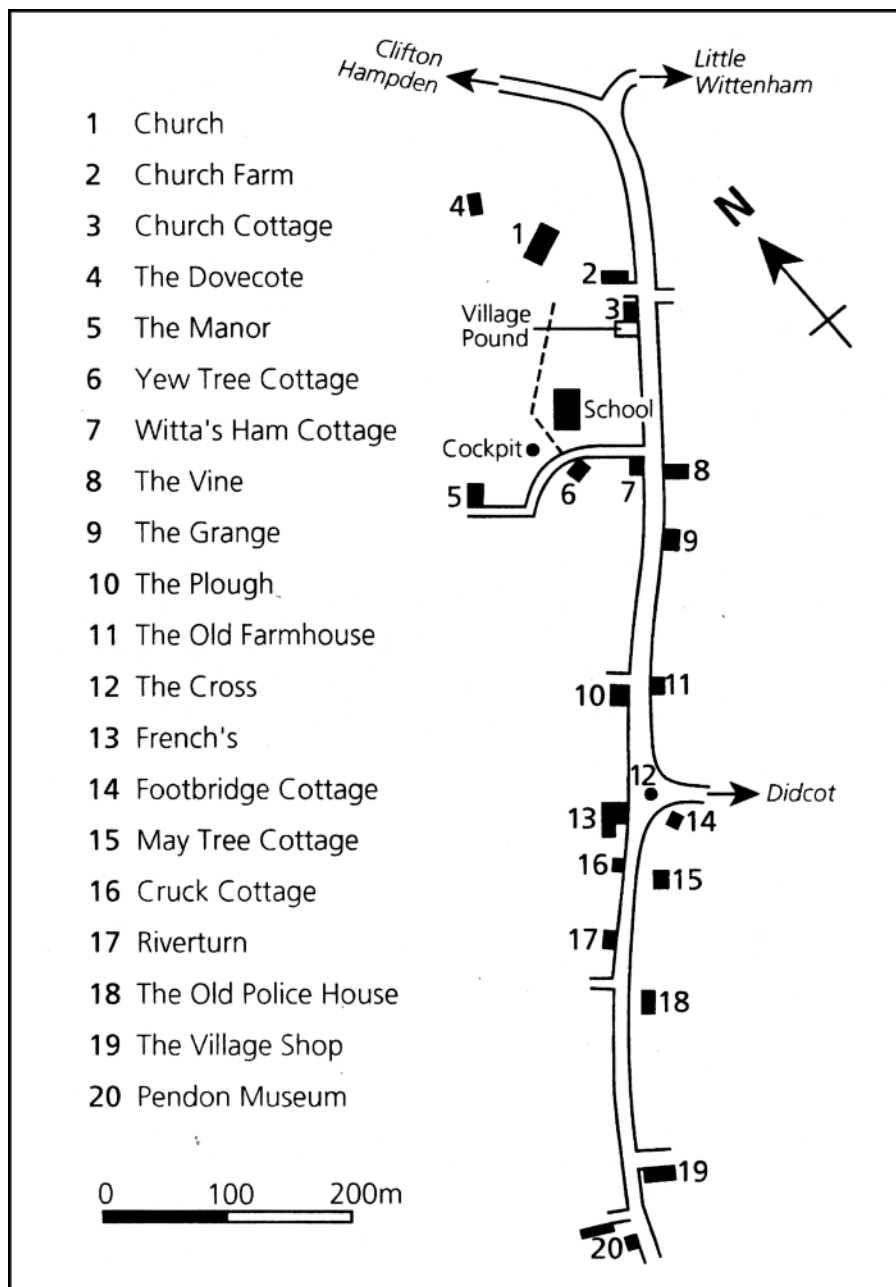 Clifton
Hampden
Little
Wittenham
1 Church
2 Church Farm
3 Church Cottage
4 The Dovecote
5 The Manor
6 Yew Tree Cottage
7 Witta's Ham Cottage
8 The Vine
9 The Grange
10 The Plough
11 The Old Farmhouse
12 The Cross
13 French's
14 Footbridge Cottage
15 May Tree Cottage
16 Cruck Cottage
17 Riverturn
18 The Old Police House
19 The Village Shop
20 Pendon Museum
0 100 200m
N
4
1
2
3
Village
Pound
School
Cockpit
5
6
7
8
9
10
11
12
Didcot
13
14
16
15
17
18
19
20